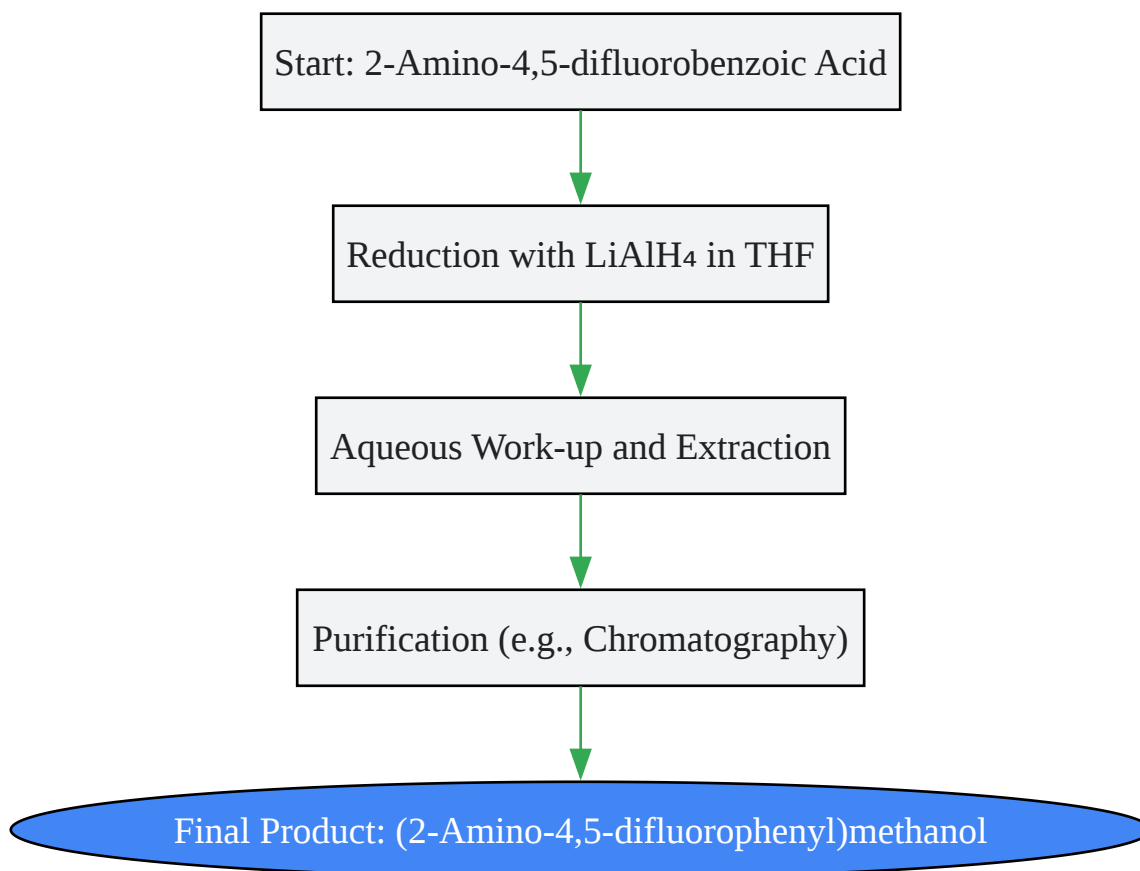 Start: 2-Amino-4,5-difluorobenzoic Acid
Reduction with LiAlH₄ in THF
Aqueous Work-up and Extraction
Purification (e.g., Chromatography)
Final Product: (2-Amino-4,5-difluorophenyl)methanol